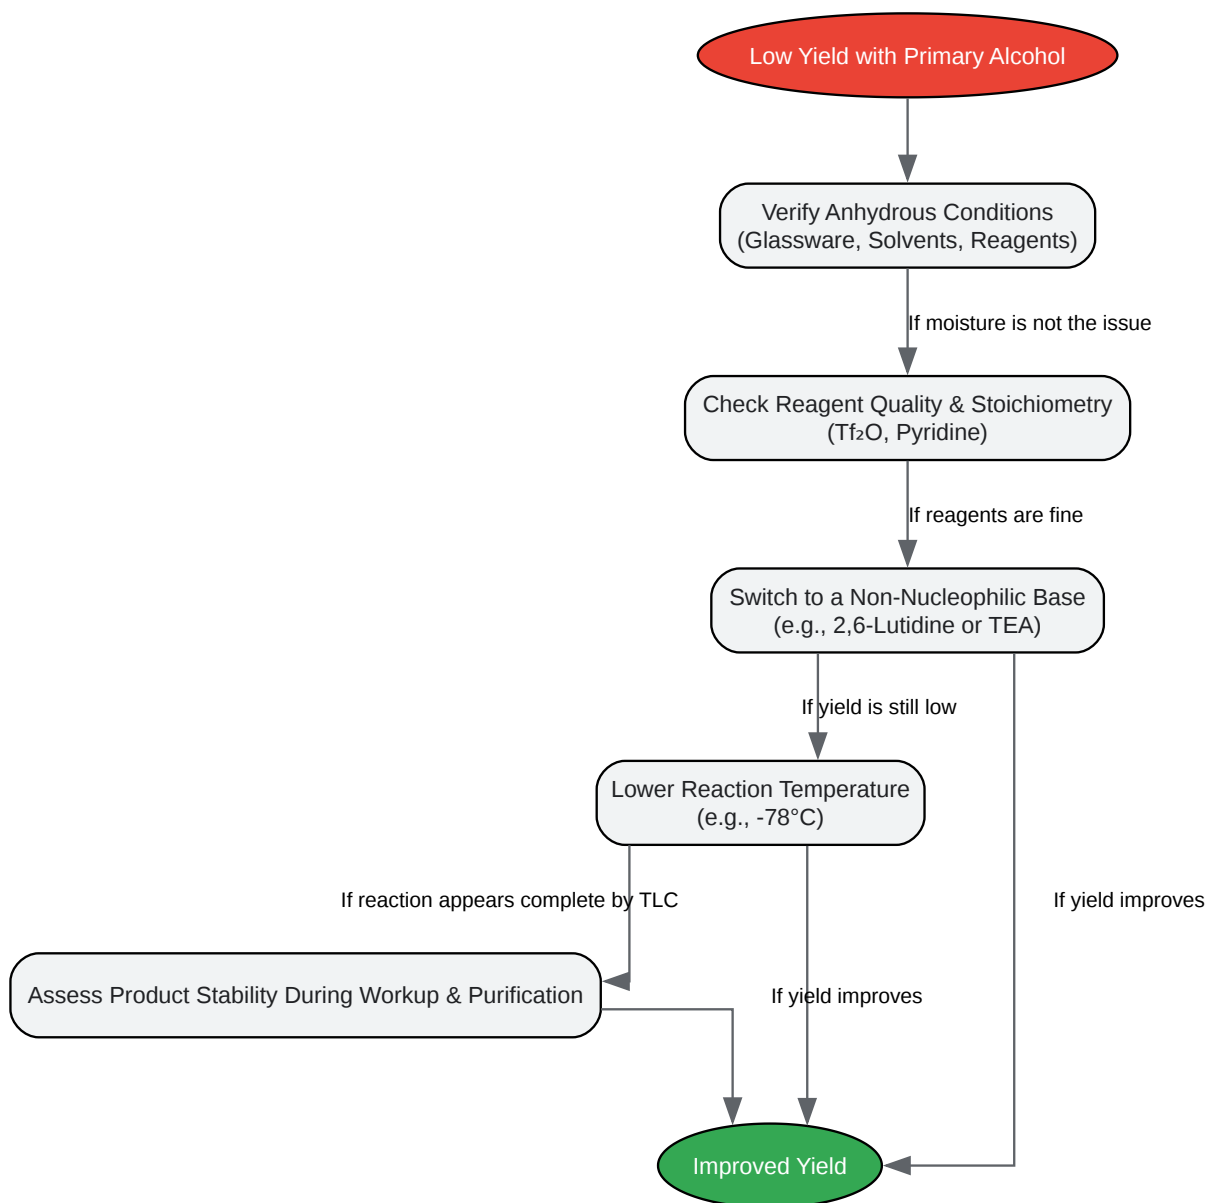 Low Yield with Primary Alcohol
Verify Anhydrous Conditions
(Glassware, Solvents, Reagents)
If moisture is not the issue
Check Reagent Quality & Stoichiometry
(Tf₂O, Pyridine)
If reagents are fine
Switch to a Non-Nucleophilic Base
(e.g., 2,6-Lutidine or TEA)
If yield is still low
Lower Reaction Temperature
(e.g., -78°C)
If reaction appears complete by TLC
If yield improves
Assess Product Stability During Workup & Purification
If yield improves
Improved Yield